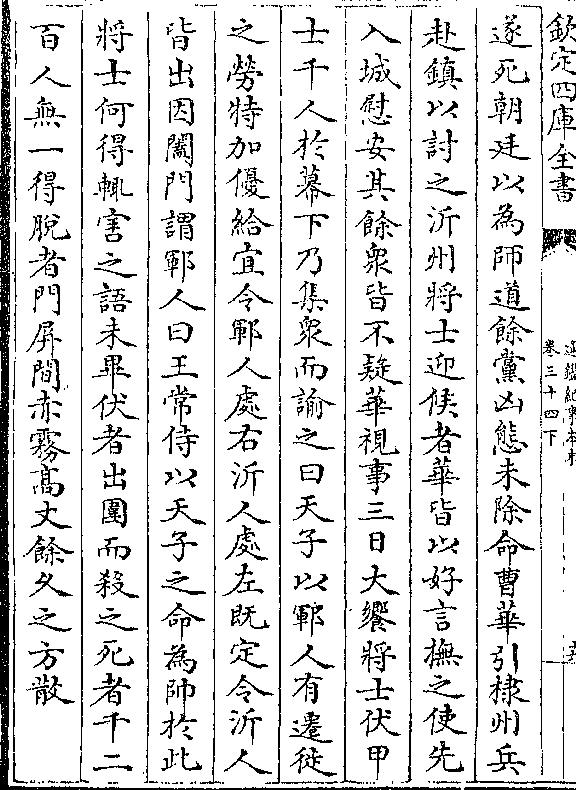 欽定四庫全書
通鑑紀事本末
卷三十四下
遂死朝廷以為師道餘黨凶態未除命曹華引棣州兵
赴鎮以討之沂州將士迎侯者華皆以好言撫之使先
入城慰安其餘衆皆不疑華視事三日大饗將士伏甲
士千人於幕下乃集衆而諭之曰天子以鄆人有遷徙
之勞特加優給宜令鄆人處右沂人處左既定令沂人
皆出因闔門謂鄆人曰王常侍以天子之命為帥於此
將士何得輒害之語未畢伏者出圍而殺之死者千二
百人無一得脫者門屏間赤霧高丈餘久之方散